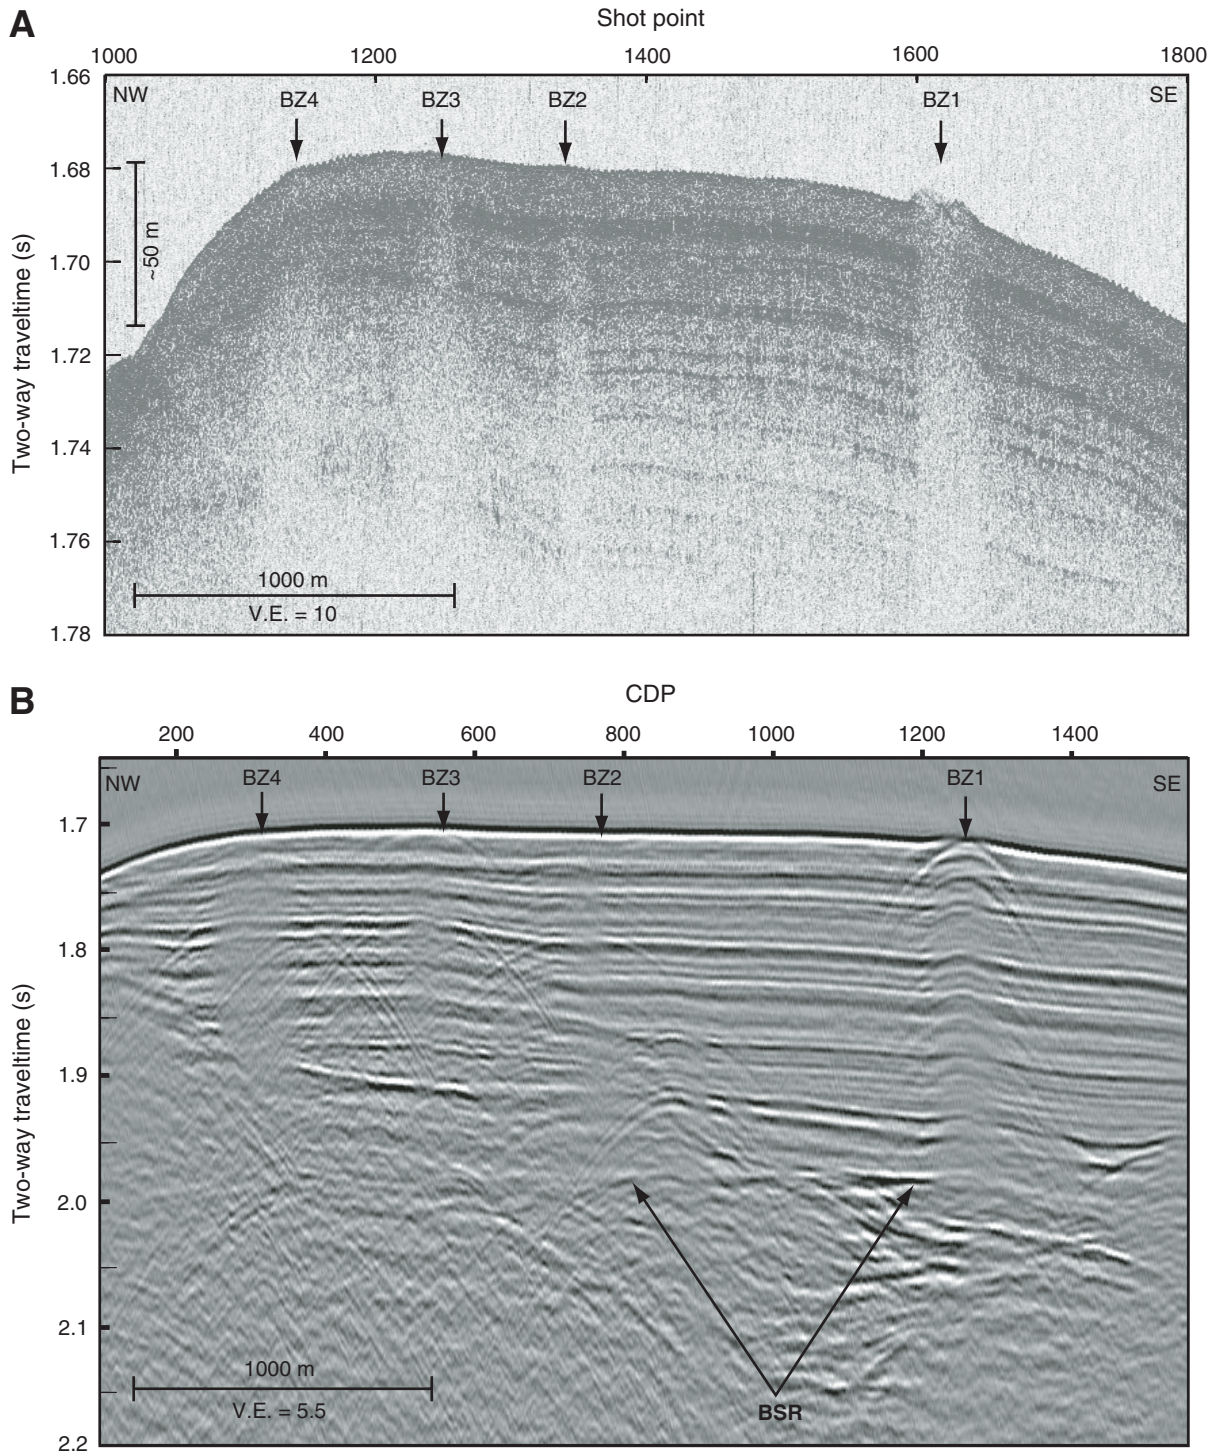 A
Shot point
1000 1200 1400 1600 1800
NW BZ4 BZ3 BZ2 BZ1 SE
Two-way traveltime (s)
1.66
1.68
1.70
1.72
1.74
1.76
1.78
~50 m
1000 m
V.E. = 10
B
CDP
200 400 600 800 1000 1200 1400
NW BZ4 BZ3 BZ2 BZ1 SE
Two-way traveltime (s)
1.7
1.8
1.9
2.0
2.1
2.2
1000 m
V.E. = 5.5
BSR